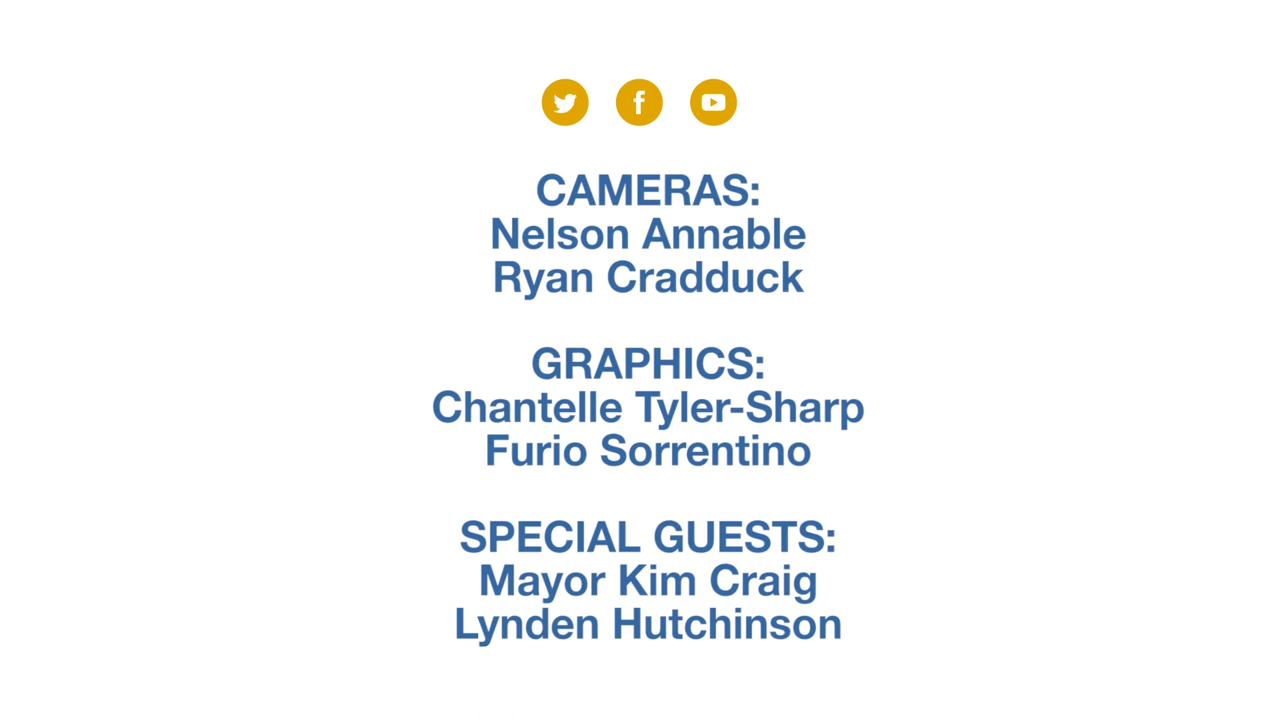 CAMERAS:
Nelson Annable
Ryan Cradduck
GRAPHICS:
Chantelle Tyler-Sharp
Furio Sorrentino
SPECIAL GUESTS:
Mayor Kim Craig
Lynden Hutchinson